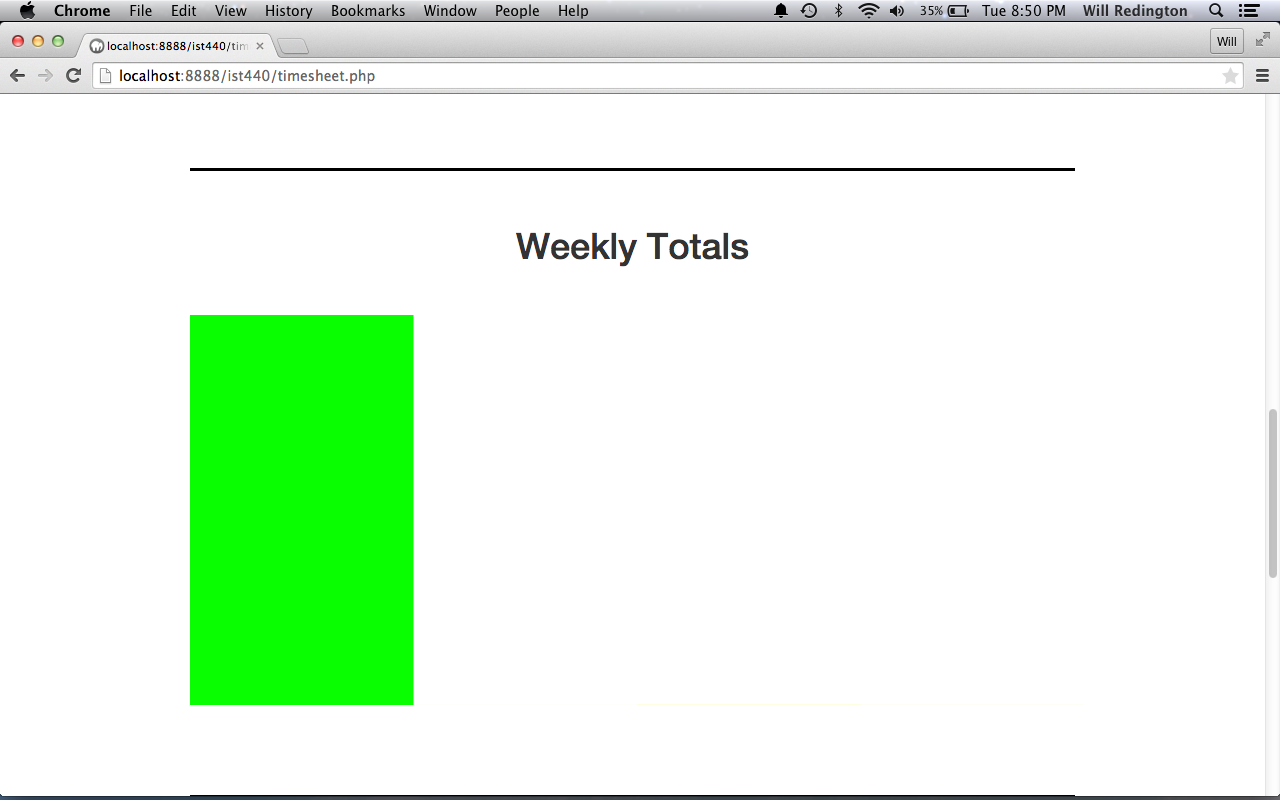 Chrome File Edit View History Bookmarks Window People Help 35% Tue 8:50 PM Will Redington
localhost:8888/ist440/tim
Will
localhost:8888/ist440/timesheet.php
Weekly Totals